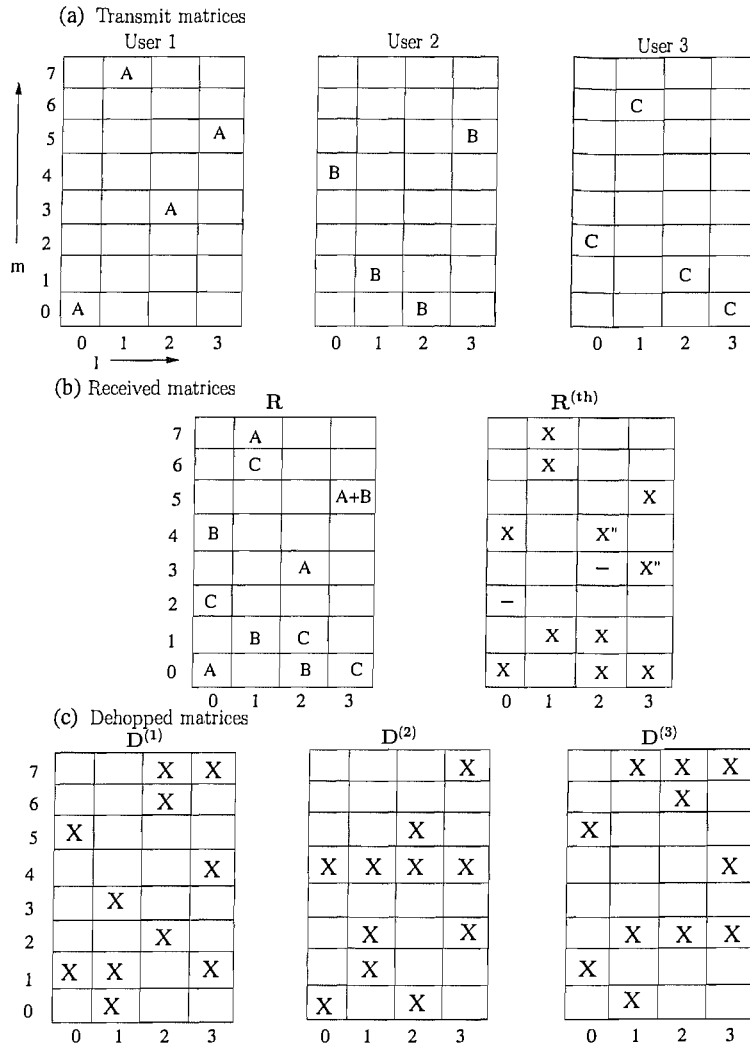 (a) Transmit matrices
User 1 User 2 User 3
7 A
6 C
5 A B
4 B
3 A
2 C
m
1 B C
0 A B C
0 1 2 3 0 1 2 3 0 1 2 3
l
(b) Received matrices
R R(th)
7 A X
6 C X
5 A+B X
4 B X X"
3 A – X"
2 C –
1 B C X X
0 A B C X X X
0 1 2 3 0 1 2 3
(c) Dehopped matrices
D(1) D(2) D(3)
7 X X X X X X
6 X X
5 X X X
4 X X X X X X
3 X
2 X X X X X X
1 X X X X X
0 X X X X
0 1 2 3 0 1 2 3 0 1 2 3